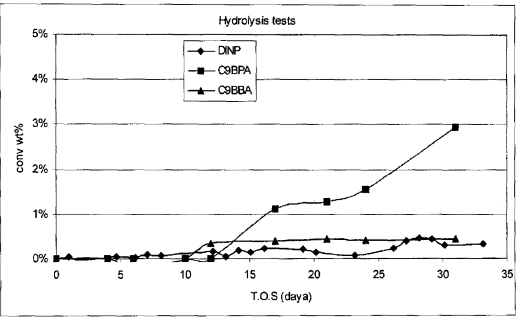 Hydrolysis tests
5%
4%
3%
2%
1%
0%
conv wt%
DINP
C9BPA
C9BBA
0 5 10 15 20 25 30 35
T.O.S (daya)